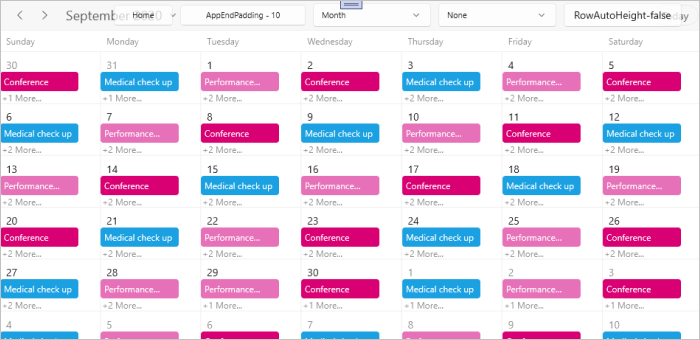 September 2020 Home AppEndPadding - 10 Month None RowAutoHeight-false
Sunday Monday Tuesday Wednesday Thursday Friday Saturday
30 31 1 2 3 4 5
Conference Medical check up Performance... Conference Medical check up Performance... Conference
+1 More... +1 More... +2 More... +2 More... +2 More... +2 More... +2 More...
6 7 8 9 10 11 12
Medical check up Performance... Conference Medical check up Performance... Conference Medical check up
+2 More... +2 More... +2 More... +2 More... +2 More... +2 More... +2 More...
13 14 15 16 17 18 19
Performance... Conference Medical check up Performance... Conference Medical check up Performance...
+2 More... +2 More... +2 More... +2 More... +2 More... +2 More... +2 More...
20 21 22 23 24 25 26
Conference Medical check up Performance... Conference Medical check up Performance... Conference
+2 More... +2 More... +2 More... +2 More... +2 More... +2 More... +2 More...
27 28 29 30 1 2 3
Medical check up Performance... Performance... Conference Medical check up Performance... Conference
+2 More... +2 More... +1 More... +1 More... +1 More... +1 More... +1 More...
4 5 6 7 8 9 10